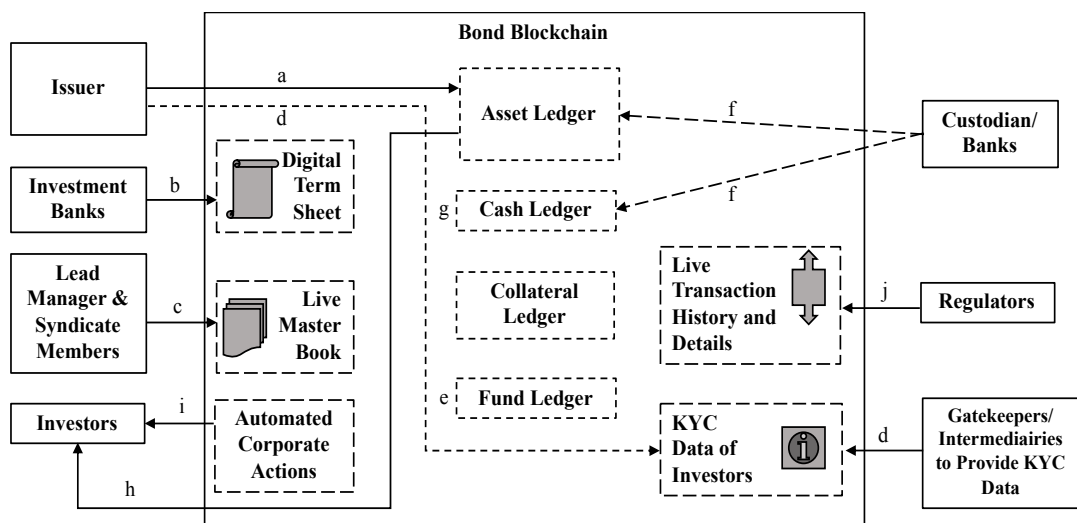 Bond Blockchain
Issuer
a
d
Asset Ledger
f
f
Custodian/
Banks
Investment
Banks
b
Digital
Term
Sheet
g
Cash Ledger
Lead
Manager &
Syndicate
Members
c
Live
Master
Book
Collateral
Ledger
Live
Transaction
History and
Details
j
Regulators
Investors
i
Automated
Corporate
Actions
e
Fund Ledger
KYC
Data of
Investors
i
d
Gatekeepers/
Intermediairies
to Provide KYC
Data
h